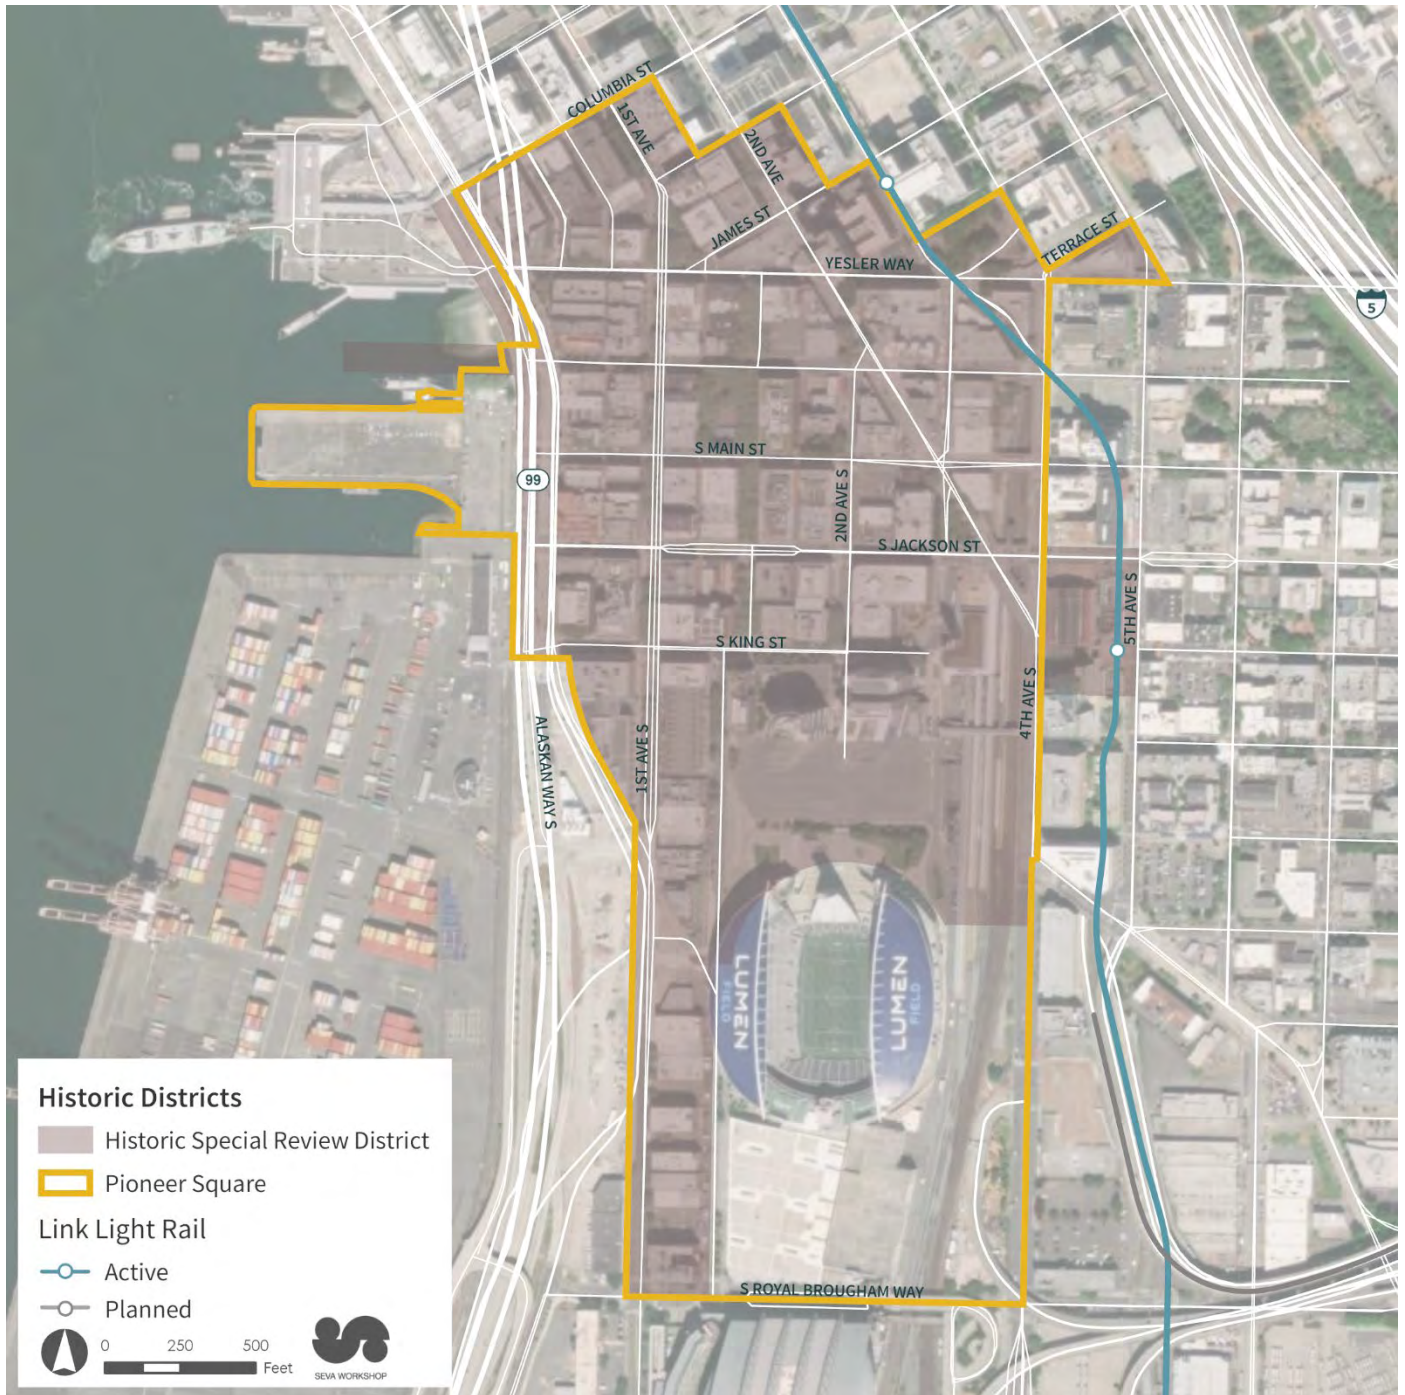 COLUMBIA ST
1ST AVE
2ND AVE
JAMES ST
TERRACE ST
YESLER WAY
5
S MAIN ST
99
2ND AVE S
S JACKSON ST
5TH AVE S
S KING ST
4TH AVE S
1ST AVE S
ALASKAN WAY S
LUMEN
FIELD
LUMEN
FIELD
S ROYAL BROUGHAM WAY
Historic Districts
Historic Special Review District
Pioneer Square
Link Light Rail
Active
Planned
0 250 500
Feet
SEVA WORKSHOP